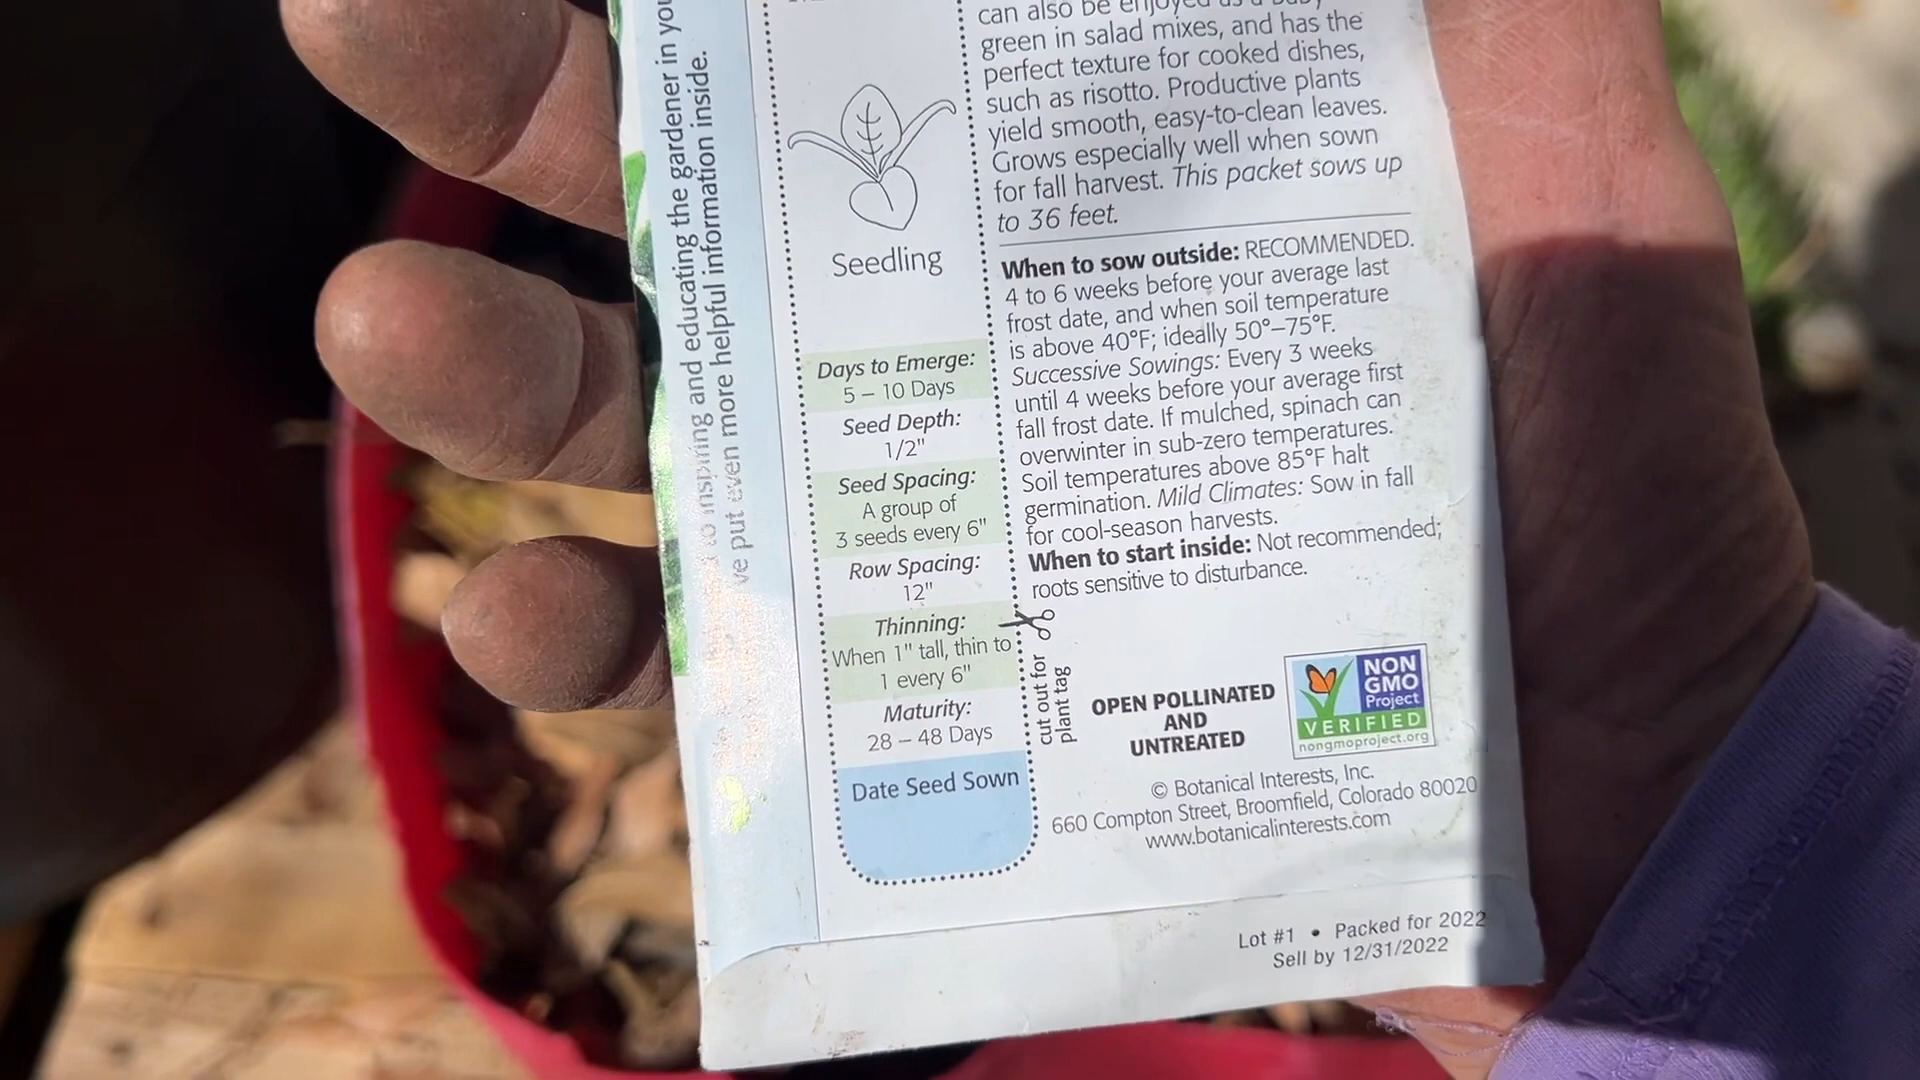 can also be enjoyed as a baby
green in salad mixes, and has the
perfect texture for cooked dishes,
such as risotto. Productive plants
yield smooth, easy-to-clean leaves.
Grows especially well when sown
for fall harvest. This packet sows up
to 36 feet.
When to sow outside: RECOMMENDED.
4 to 6 weeks before your average last
frost date, and when soil temperature
is above 40°F; ideally 50°–75°F.
Successive Sowings: Every 3 weeks
until 4 weeks before your average first
fall frost date. If mulched, spinach can
overwinter in sub-zero temperatures.
Soil temperatures above 85°F halt
germination. Mild Climates: Sow in fall
for cool-season harvests.
When to start inside: Not recommended;
roots sensitive to disturbance.
Seedling
Days to Emerge:
5 – 10 Days
Seed Depth:
1/2"
Seed Spacing:
A group of
3 seeds every 6"
Row Spacing:
12"
Thinning:
When 1" tall, thin to
1 every 6"
Maturity:
28 – 48 Days
Date Seed Sown
cut out for
plant tag
to inspiring and educating the gardener in you
put even more helpful information inside.
OPEN POLLINATED
AND
UNTREATED
NON
GMO
Project
VERIFIED
nongmoproject.org
© Botanical Interests, Inc.
660 Compton Street, Broomfield, Colorado 80020
www.botanicalinterests.com
Lot #1 • Packed for 2022
Sell by 12/31/2022